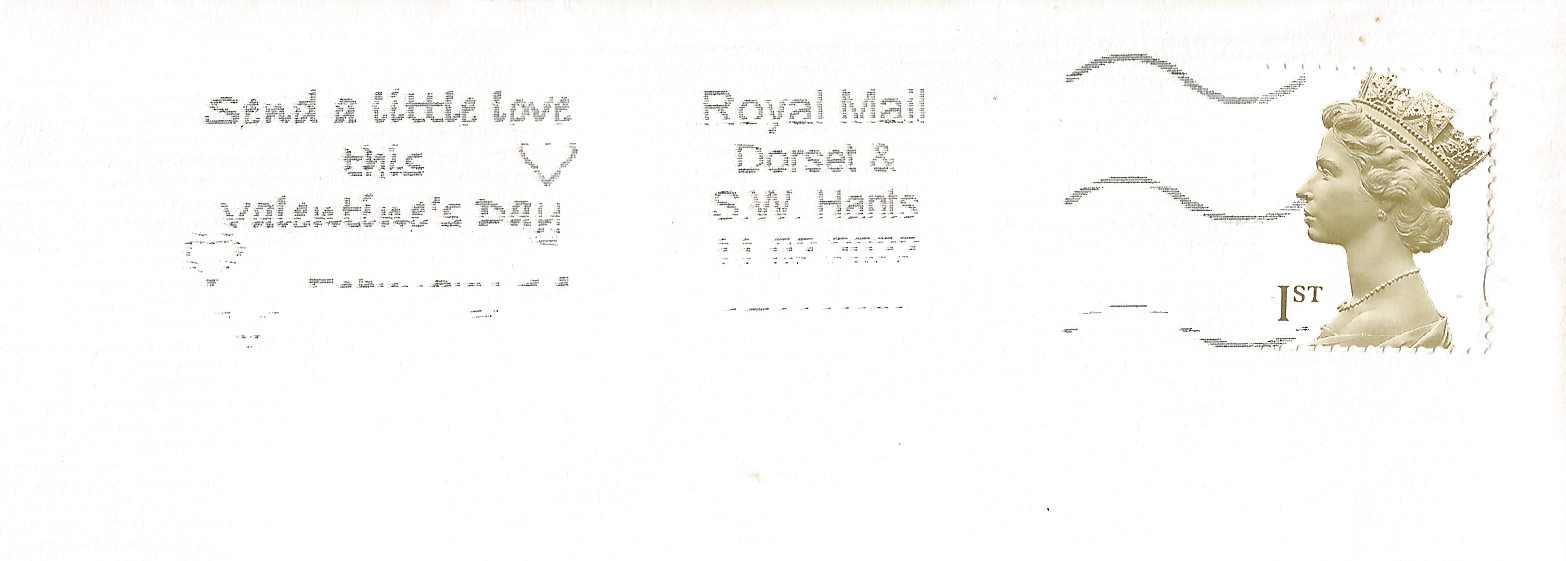 Send a little love
this
Valentine's Day
Royal Mail
Dorset &
S.W. Hants
1ST